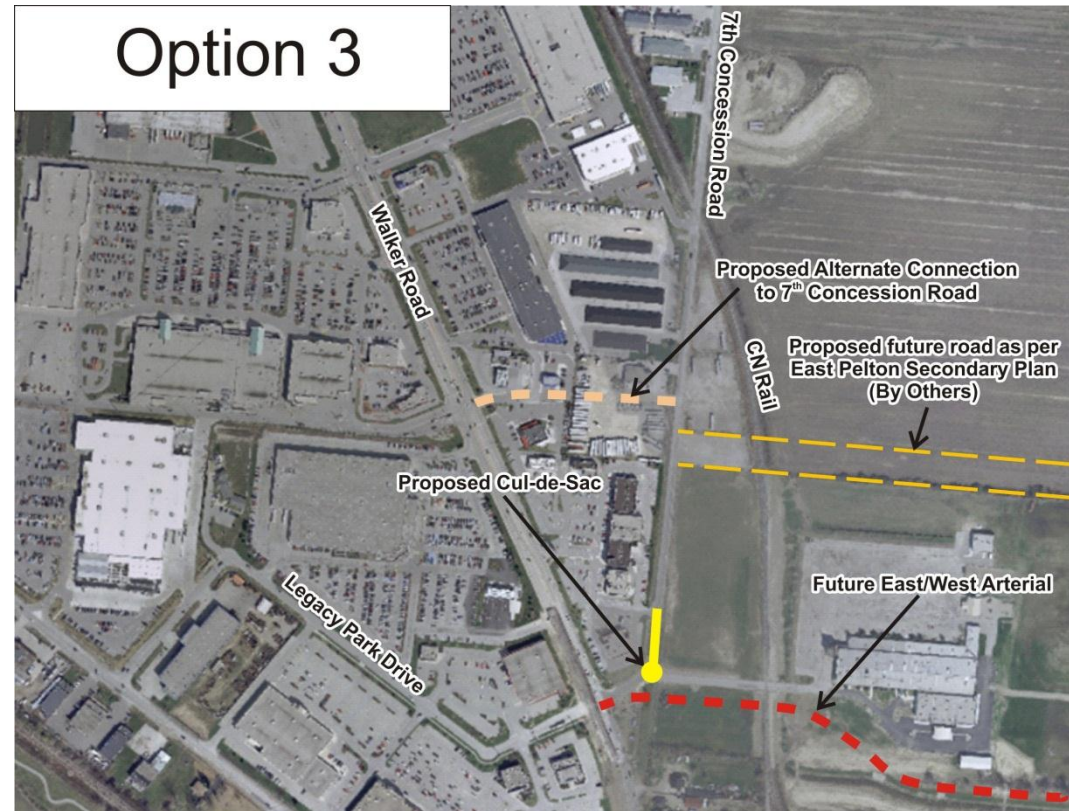 Option 3
7th Concession Road
Walker Road
Proposed Alternate Connection
to 7th Concession Road
CN Rail
Proposed future road as per
East Pelton Secondary Plan
(By Others)
Proposed Cul-de-Sac
Future East/West Arterial
Legacy Park Drive